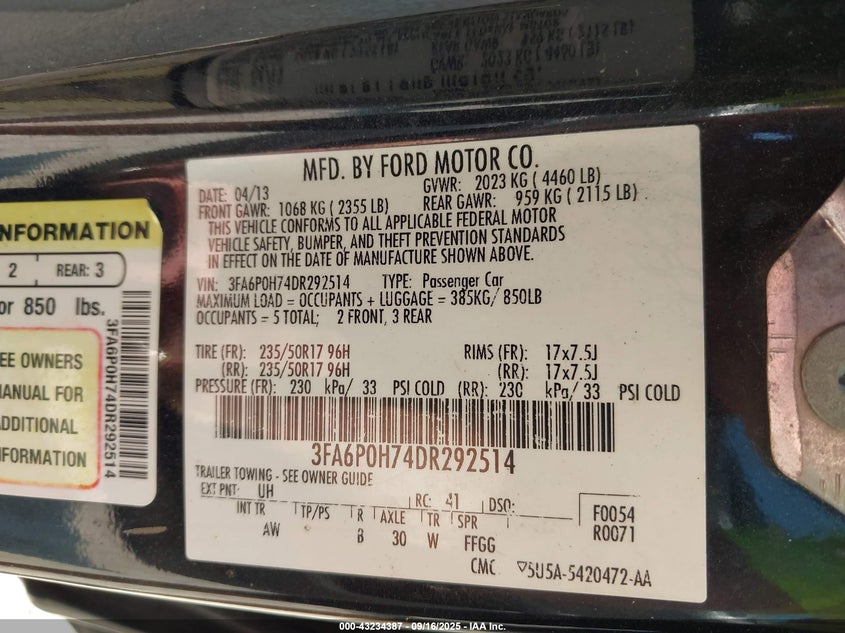 MFD. BY FORD MOTOR CO.
DATE: 04/13
GVWR: 2023 KG ( 4460 LB)
FRONT GAWR: 1068 KG ( 2355 LB)
REAR GAWR: 959 KG ( 2115 LB)
THIS VEHICLE CONFORMS TO ALL APPLICABLE FEDERAL MOTOR
VEHICLE SAFETY, BUMPER, AND THEFT PREVENTION STANDARDS
IN EFFECT ON THE DATE OF MANUFACTURE SHOWN ABOVE.
VIN: 3FA6P0H74DR292514 TYPE: Passenger Car
MAXIMUM LOAD = OCCUPANTS + LUGGAGE = 385KG/ 850LB
OCCUPANTS = 5 TOTAL; 2 FRONT, 3 REAR
TIRE (FR): 235/50R17 96H RIMS (FR): 17x7.5J
(RR): 235/50R17 96H (RR): 17x7.5J
PRESSURE (FR): 230 kPa/ 33 PSI COLD (RR): 230 kPa/ 33 PSI COLD
3FA6P0H74DR292514
TRAILER TOWING - SEE OWNER GUIDE
EXT PNT: UH RC: 41 DSO:
INT TR TP/PS R AXLE TR SPR
AW B 30 W FFGG
F0054
R0071
CMC 5U5A-5420472-AA
NFORMATION
2 REAR: 3
or 850 lbs.
EE OWNERS
MANUAL FOR
ADDITIONAL
NFORMATION
3FA6P0H74DR292514
000-43234387 - 09/16/2025 - IAA Inc.